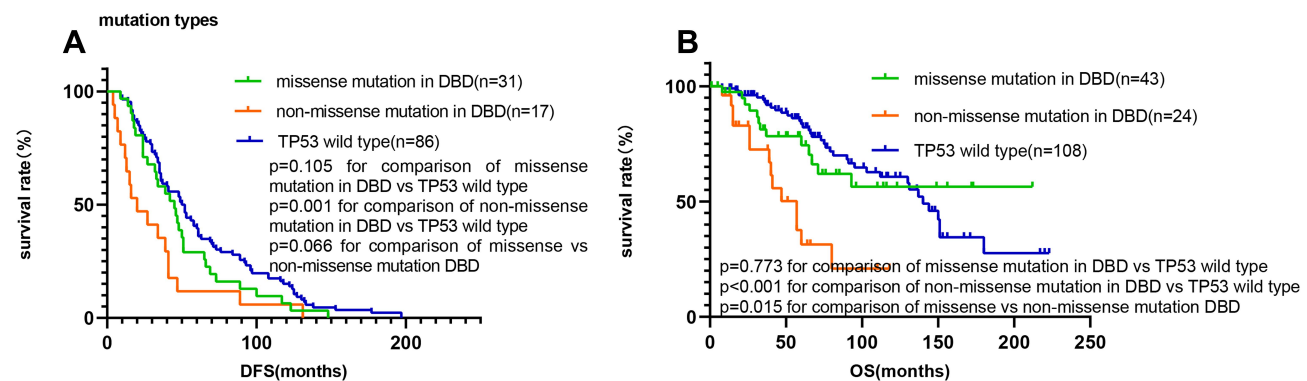 mutation types
A
missense mutation in DBD(n=31)
non-missense mutation in DBD(n=17)
TP53 wild type(n=86)
p=0.105 for comparison of missense
mutation in DBD vs TP53 wild type
p=0.001 for comparison of non-missense
mutation in DBD vs TP53 wild type
p=0.066 for comparison of missense vs
non-missense mutation DBD
survival rate(%)
100
50
0
0 100 200
DFS(months)
B
missense mutation in DBD(n=43)
non-missense mutation in DBD(n=24)
TP53 wild type(n=108)
p=0.773 for comparison of missense mutation in DBD vs TP53 wild type
p<0.001 for comparison of non-missense mutation in DBD vs TP53 wild type
p=0.015 for comparison of missense vs non-missense mutation DBD
survival rate(%)
100
50
0
0 50 100 150 200 250
OS(months)